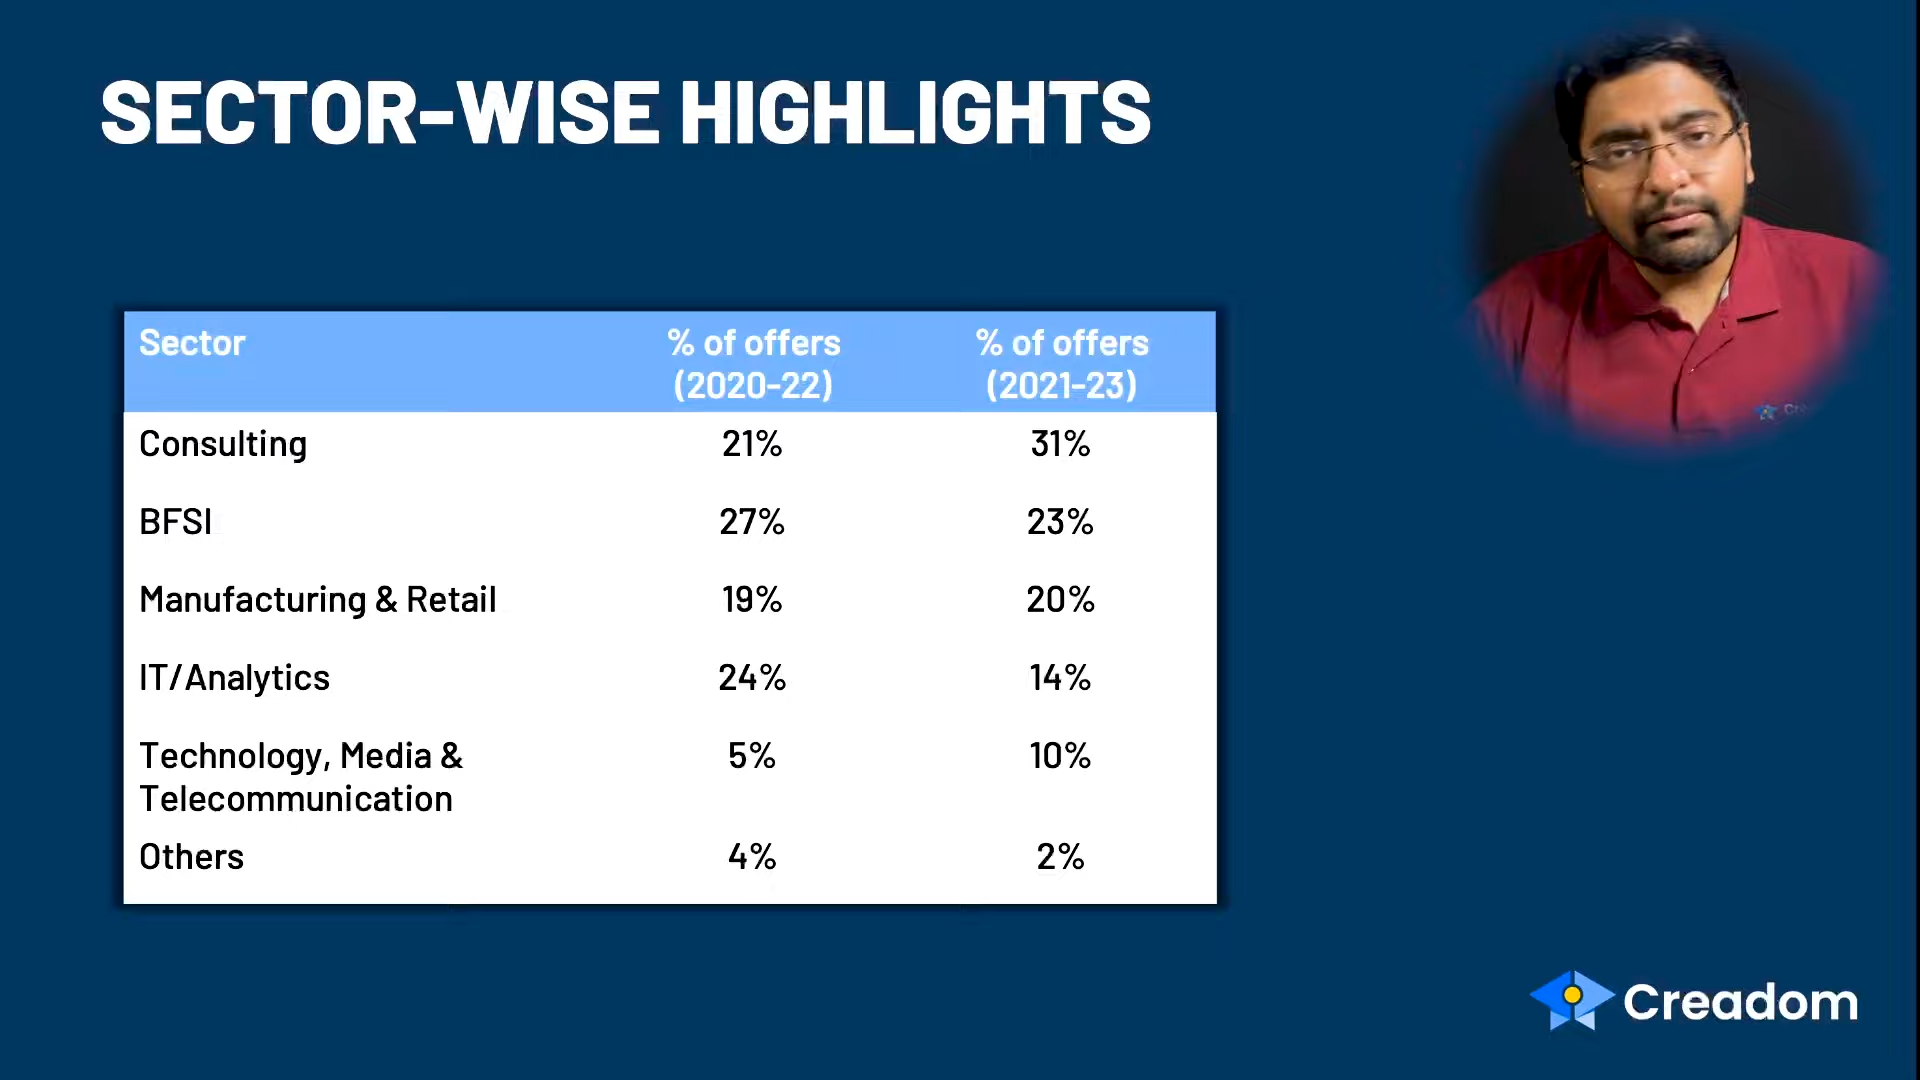 SECTOR-WISE HIGHLIGHTS
Sector % of offers (2020-22) % of offers (2021-23)
Consulting 21% 31%
BFSI 27% 23%
Manufacturing & Retail 19% 20%
IT/Analytics 24% 14%
Technology, Media & Telecommunication 5% 10%
Others 4% 2%
Creadom